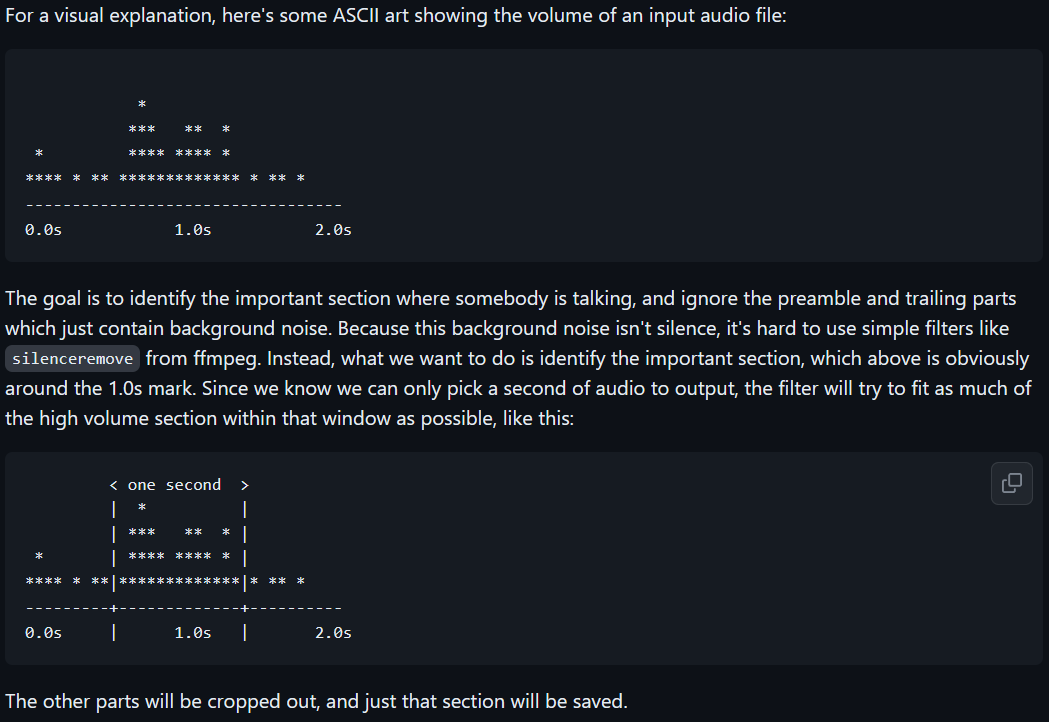 For a visual explanation, here's some ASCII art showing the volume of an input audio file:
            *
           ***   **  *
 *         **** **** *
**** * ** ************* * ** *
----------------------------------
0.0s            1.0s           2.0s
The goal is to identify the important section where somebody is talking, and ignore the preamble and trailing parts
which just contain background noise. Because this background noise isn't silence, it's hard to use simple filters like
silenceremove from ffmpeg. Instead, what we want to do is identify the important section, which above is obviously
around the 1.0s mark. Since we know we can only pick a second of audio to output, the filter will try to fit as much of
the high volume section within that window as possible, like this:
         < one second  >
         |  *          |
         | ***   **  * |
 *       | **** **** * |
**** * **|*************|* ** *
---------+-------------+----------
0.0s     |      1.0s   |       2.0s
The other parts will be cropped out, and just that section will be saved.